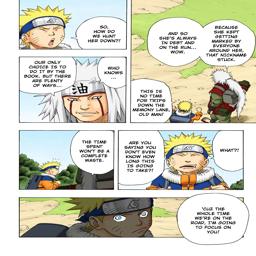 BECAUSE
SHE KEPT
GETTING
MARKED BY
EVERYONE
AROUND HER,
THAT NICKNAME
STUCK.
AND SO
SHE'S ALWAYS
IN DEBT AND
ON THE RUN...
WOW.
SO,
HOW DO
WE HUNT
HER DOWN?!
OUR ONLY
CHOICE IS TO
DO IT BY THE
BOOK. BUT THERE
ARE PLENTY
OF WAYS.
WHO
KNOWS...
油
THIS IS
NO TIME FOR
TRIPS DOWN
THE MEMORY
LANE, OLD
MAN!
WHAT?!
ARE YOU
SAYING YOU
DON'T EVEN
KNOW HOW
LONG THIS
IS GOING
TO TAKE?!
THE TIME
SPENT
WON'T BE A
COMPLETE
WASTE.
THE
WHOLE TIME
WE'RE ON THE
ROAD, I'M
GOING TO
FOCUS ON
YOU!